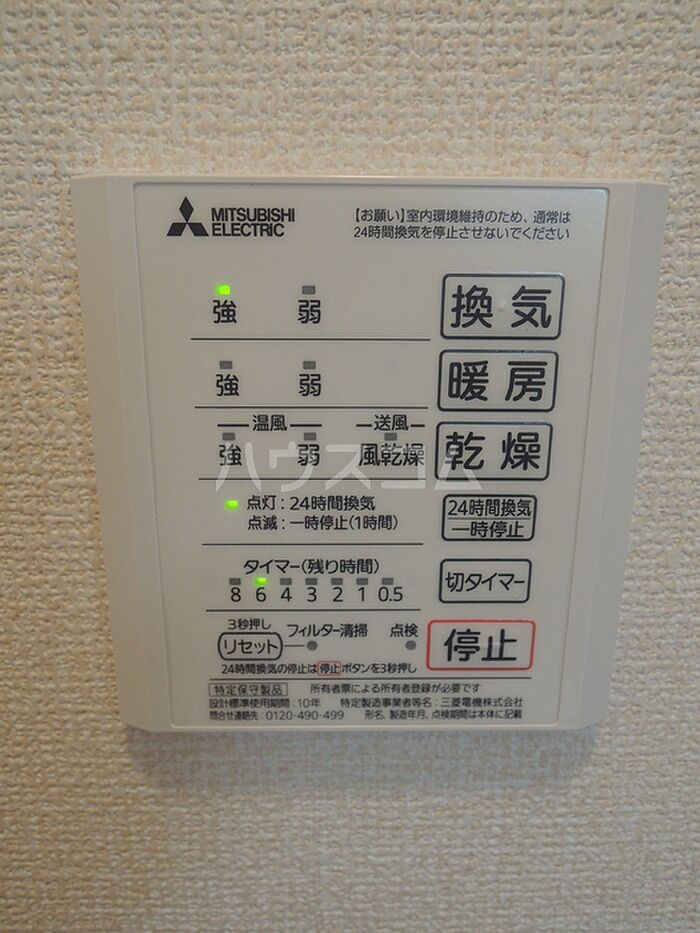 MITSUBISHI
ELECTRIC
【お願い】室内環境維持のため、通常は
24時間換気を停止させないでください
強 弱 換気
強 弱 暖房
温風 送風
強 弱 風乾燥 乾燥
点灯：24時間換気
点滅：一時停止(1時間)
24時間換気
一時停止
タイマー(残り時間)
8 6 4 3 2 1 0.5
切タイマー
3秒押し
リセット フィルター清掃 点検
停止
24時間換気の停止は停止ボタンを3秒押し
特定保守製品 所有者票による所有者登録が必要です
設計標準使用期間：10年 特定製造事業者等名：三菱電機株式会社
問合せ連絡先：0120-490-499 形名、製造年月、点検期間は本体に記載
ハウスコム